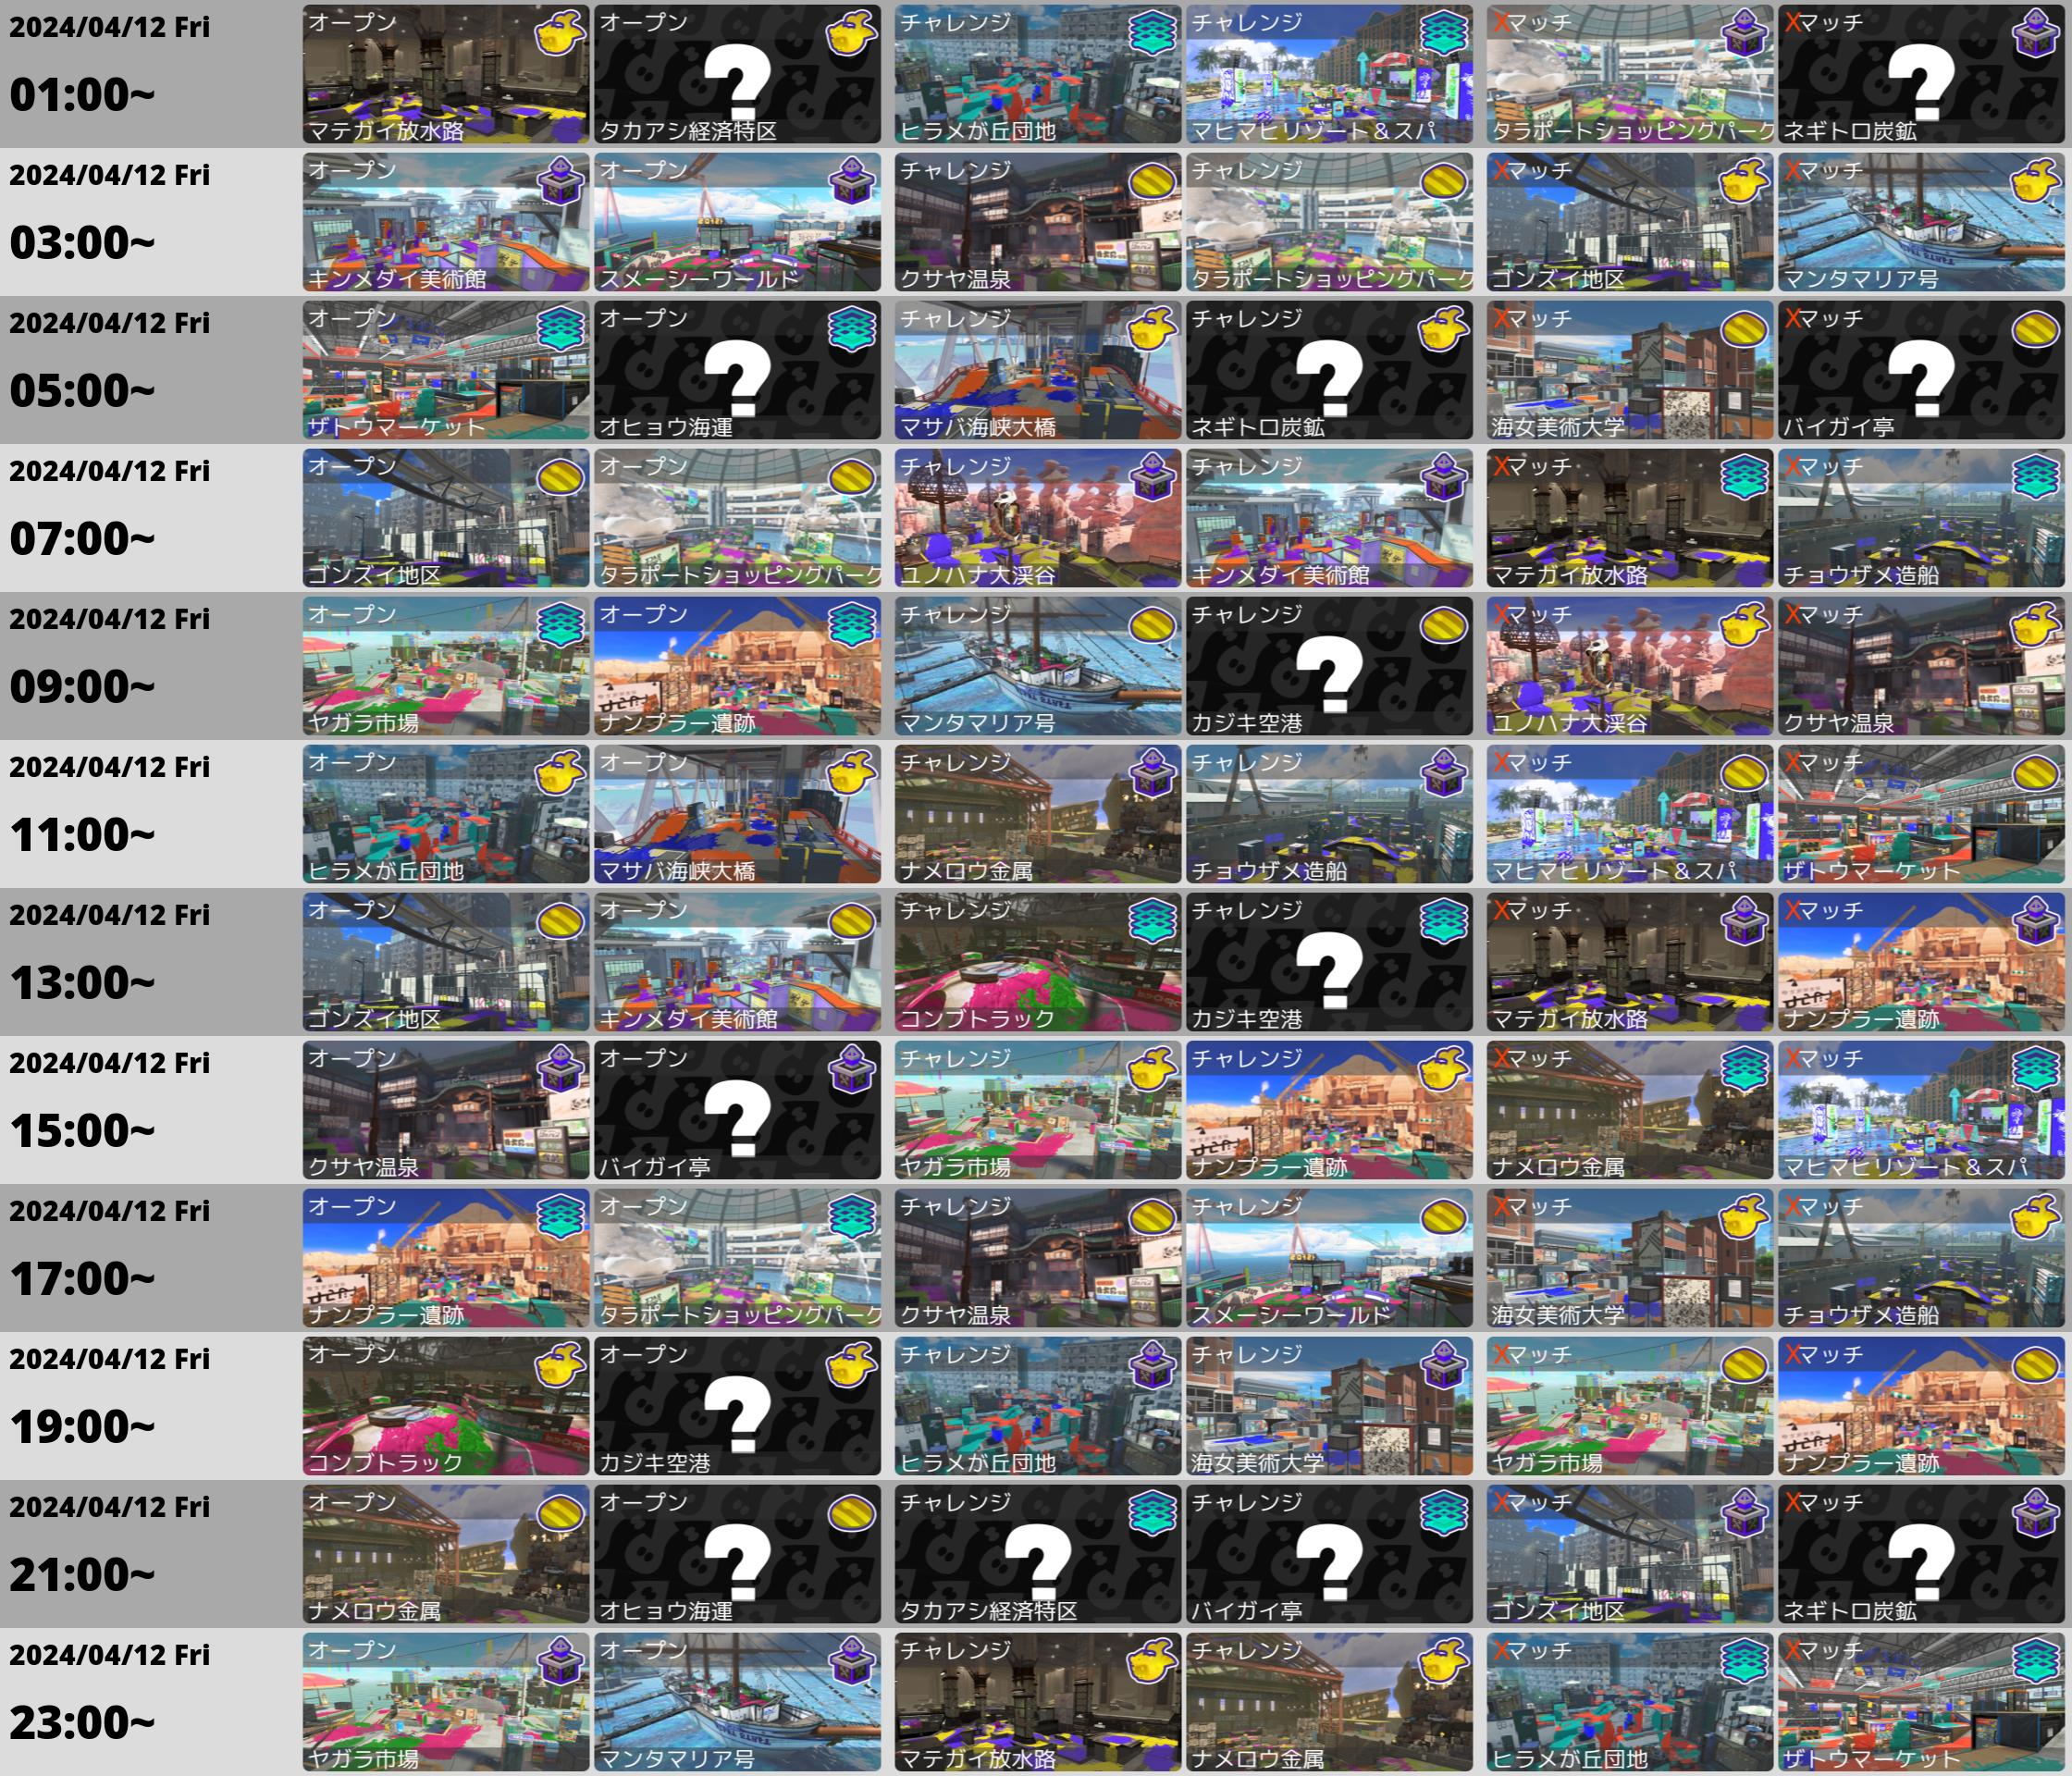 2024/04/12 Fri
01:00~
オープン
マテガイ放水路
オープン
タカアシ経済特区
チャレンジ
ヒラメが丘団地
チャレンジ
マヒマヒリゾート＆スパ
Xマッチ
タラポートショッピングパーク
Xマッチ
ネギトロ炭鉱
2024/04/12 Fri
03:00~
オープン
キンメダイ美術館
オープン
スメーシーワールド
チャレンジ
クサヤ温泉
チャレンジ
タラポートショッピングパーク
Xマッチ
ゴンズイ地区
Xマッチ
マンタマリア号
2024/04/12 Fri
05:00~
オープン
ザトウマーケット
オープン
オヒョウ海運
チャレンジ
マサバ海峡大橋
チャレンジ
ネギトロ炭鉱
Xマッチ
海女美術大学
Xマッチ
バイガイ亭
2024/04/12 Fri
07:00~
オープン
ゴンズイ地区
オープン
タラポートショッピングパーク
チャレンジ
ユノハナ大渓谷
チャレンジ
キンメダイ美術館
Xマッチ
マテガイ放水路
Xマッチ
チョウザメ造船
2024/04/12 Fri
09:00~
オープン
ヤガラ市場
オープン
ナンプラー遺跡
チャレンジ
マンタマリア号
チャレンジ
カジキ空港
Xマッチ
ユノハナ大渓谷
Xマッチ
クサヤ温泉
2024/04/12 Fri
11:00~
オープン
ヒラメが丘団地
オープン
マサバ海峡大橋
チャレンジ
ナメロウ金属
チャレンジ
チョウザメ造船
Xマッチ
マヒマヒリゾート＆スパ
Xマッチ
ザトウマーケット
2024/04/12 Fri
13:00~
オープン
ゴンズイ地区
オープン
キンメダイ美術館
チャレンジ
コンブトラック
チャレンジ
カジキ空港
Xマッチ
マテガイ放水路
Xマッチ
ナンプラー遺跡
2024/04/12 Fri
15:00~
オープン
クサヤ温泉
オープン
バイガイ亭
チャレンジ
ヤガラ市場
チャレンジ
ナンプラー遺跡
Xマッチ
ナメロウ金属
Xマッチ
マヒマヒリゾート＆スパ
2024/04/12 Fri
17:00~
オープン
ナンプラー遺跡
オープン
タラポートショッピングパーク
チャレンジ
クサヤ温泉
チャレンジ
スメーシーワールド
Xマッチ
海女美術大学
Xマッチ
チョウザメ造船
2024/04/12 Fri
19:00~
オープン
コンブトラック
オープン
カジキ空港
チャレンジ
ヒラメが丘団地
チャレンジ
海女美術大学
Xマッチ
ヤガラ市場
Xマッチ
ナンプラー遺跡
2024/04/12 Fri
21:00~
オープン
ナメロウ金属
オープン
オヒョウ海運
チャレンジ
タカアシ経済特区
チャレンジ
バイガイ亭
Xマッチ
ゴンズイ地区
Xマッチ
ネギトロ炭鉱
2024/04/12 Fri
23:00~
オープン
ヤガラ市場
オープン
マンタマリア号
チャレンジ
マテガイ放水路
チャレンジ
ナメロウ金属
Xマッチ
ヒラメが丘団地
Xマッチ
ザトウマーケット